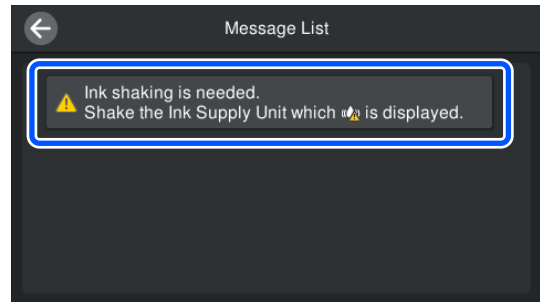 Message List
Ink shaking is needed.
Shake the Ink Supply Unit which is displayed.